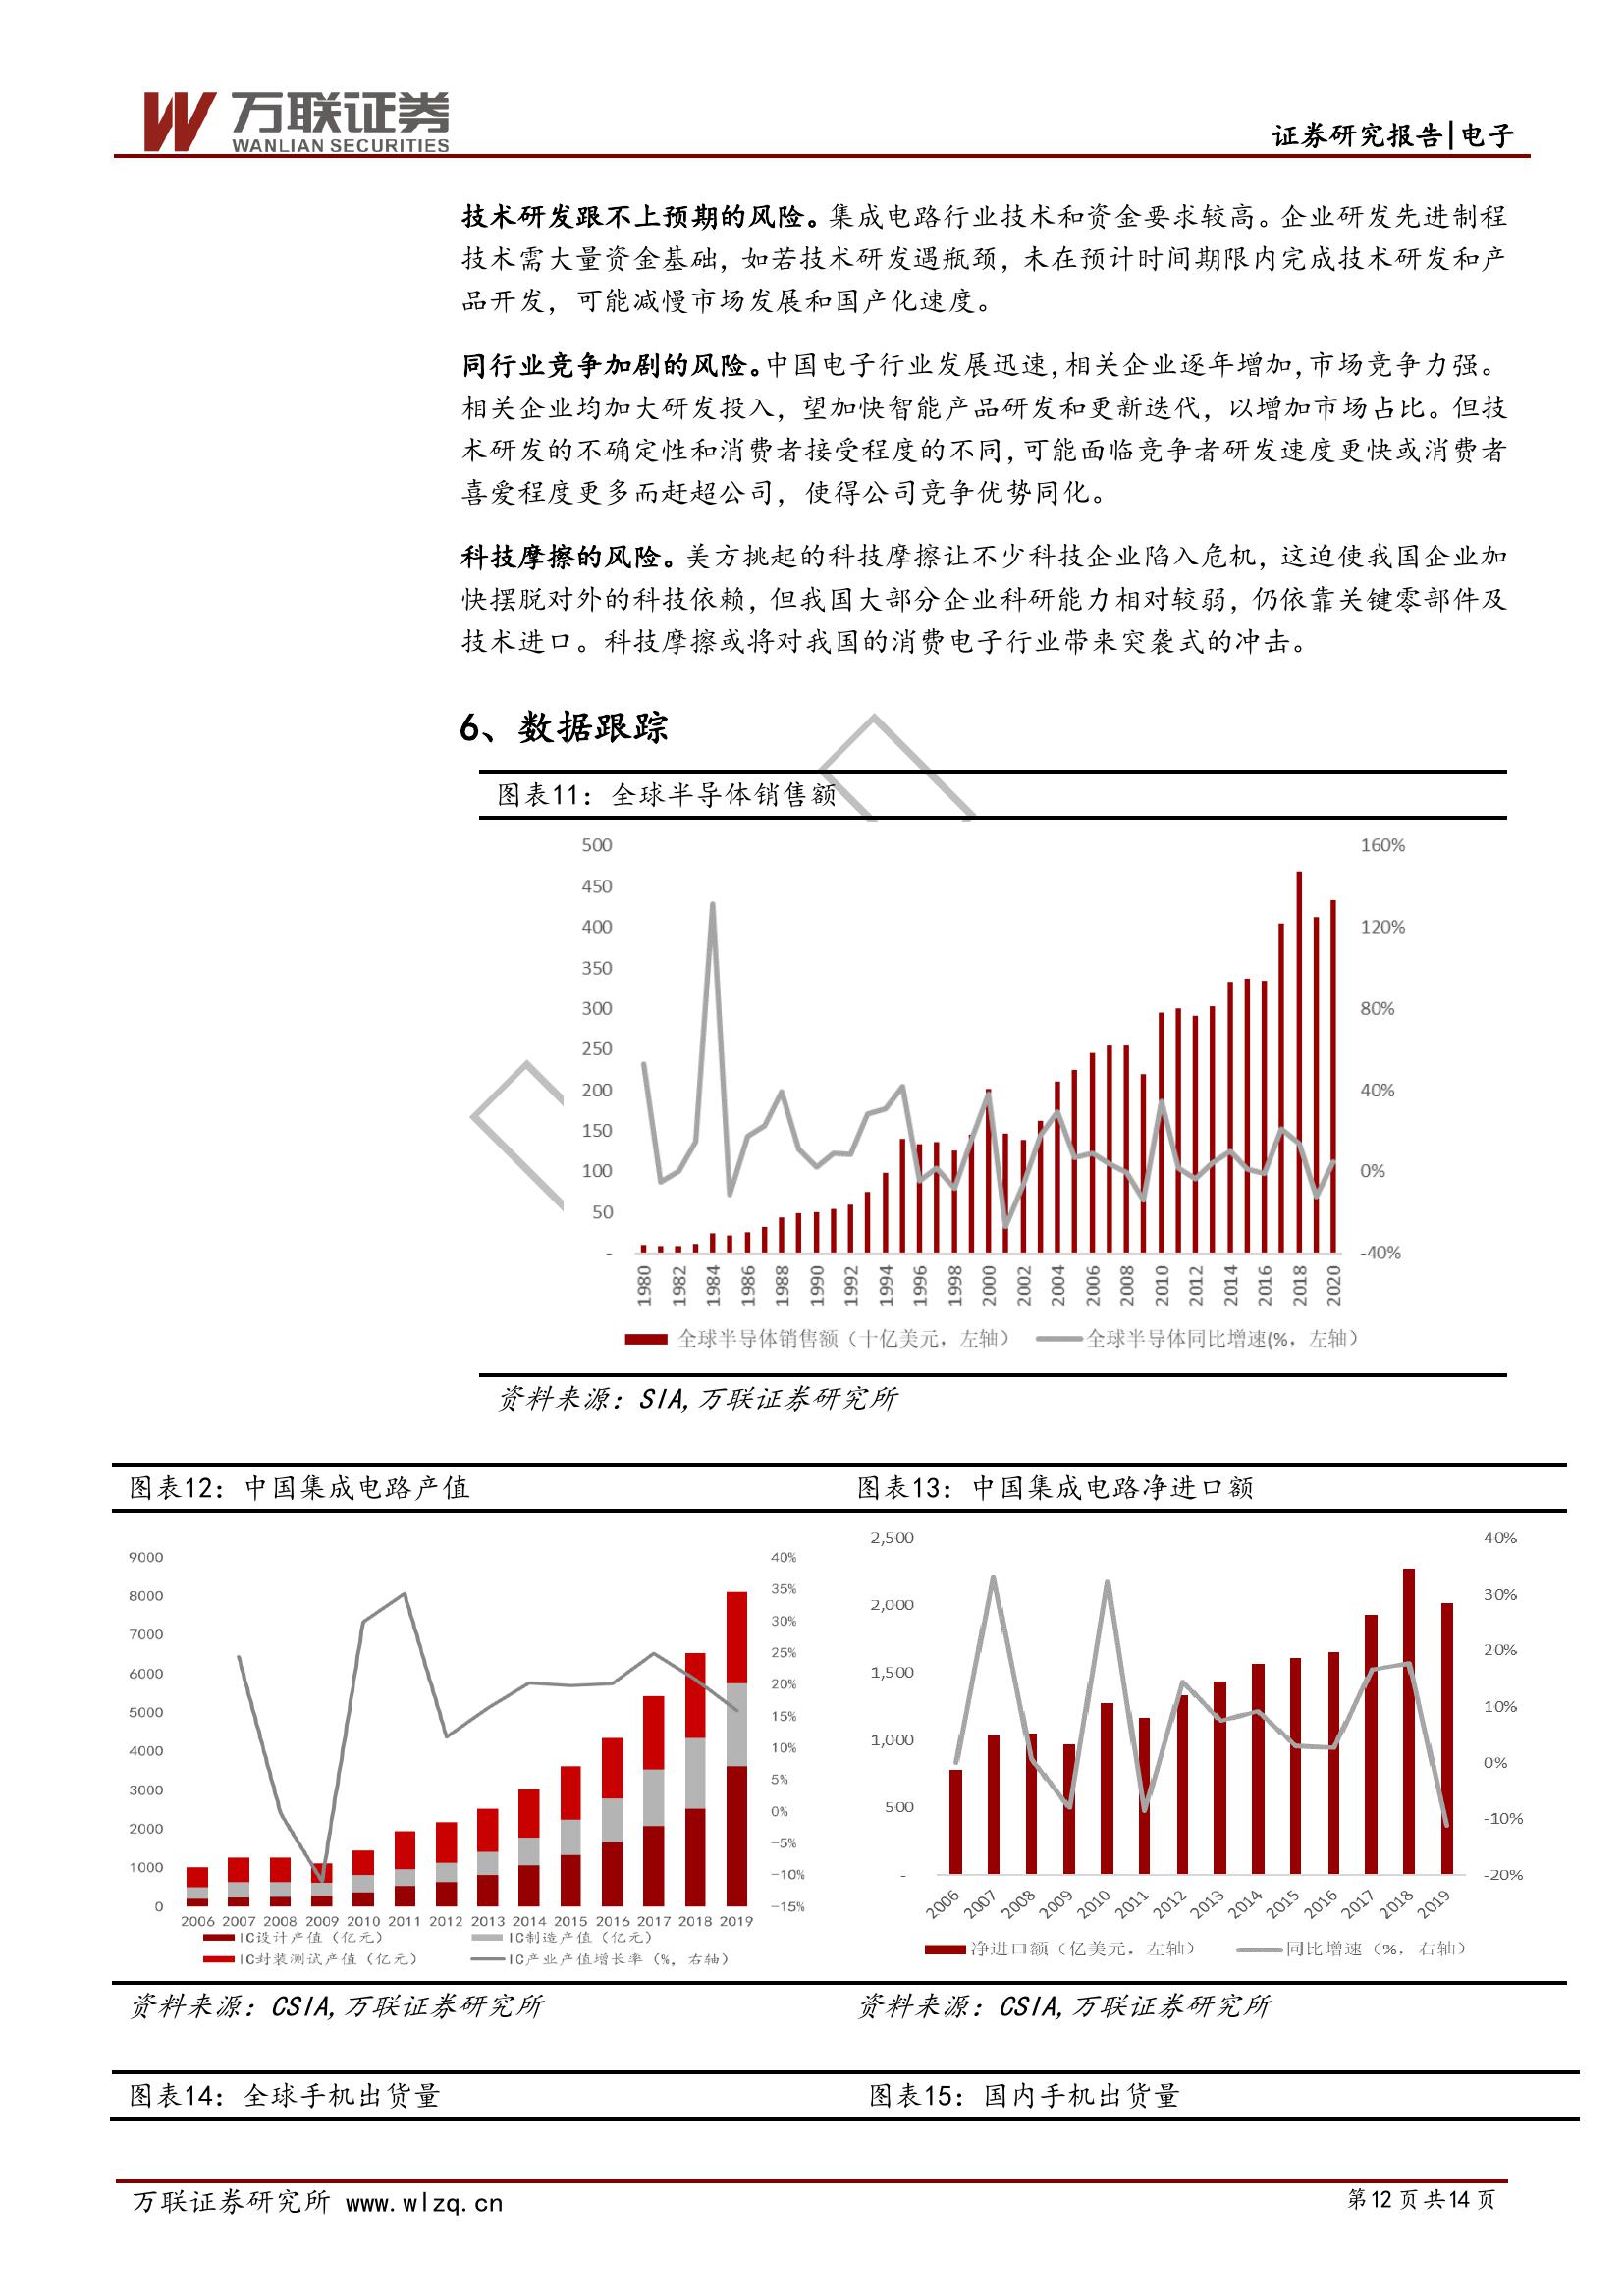 万联证券
WANLIAN SECURITIES
证券研究报告|电子
技术研发跟不上预期的风险。集成电路行业技术和资金要求较高。企业研发先进制程
技术需大量资金基础，如若技术研发遇瓶颈，未在预计时间期限内完成技术研发和产
品开发，可能减慢市场发展和国产化速度。
同行业竞争加剧的风险。中国电子行业发展迅速，相关企业逐年增加，市场竞争力强。
相关企业均加大研发投入，望加快智能产品研发和更新迭代，以增加市场占比。但技
术研发的不确定性和消费者接受程度的不同，可能面临竞争者研发速度更快或消费者
喜爱程度更多而赶超公司，使得公司竞争优势同化。
科技摩擦的风险。美方挑起的科技摩擦让不少科技企业陷入危机，这迫使我国企业加
快摆脱对外的科技依赖，但我国大部分企业科研能力相对较弱，仍依靠关键零部件及
技术进口。科技摩擦或将对我国的消费电子行业带来突袭式的冲击。
6、数据跟踪
图表11：全球半导体销售额
500 160%
450
400 120%
350
300 80%
250
200 40%
150
100 0%
50
- -40%
1980 1982 1984 1986 1988 1990 1992 1994 1996 1998 2000 2002 2004 2006 2008 2010 2012 2014 2016 2018 2020
全球半导体销售额（十亿美元，左轴） 全球半导体同比增速(%，左轴）
资料来源：SIA,万联证券研究所
图表12：中国集成电路产值
9000 40%
8000 35%
7000 30%
6000 25%
5000 20%
4000 15%
3000 10%
2000 5%
1000 0%
0 -5%
-10%
-15%
2006 2007 2008 2009 2010 2011 2012 2013 2014 2015 2016 2017 2018 2019
IC设计产值（亿元） IC制造产值（亿元）
IC封装测试产值（亿元） IC产业产值增长率（%，右轴）
资料来源：CSIA,万联证券研究所
图表13：中国集成电路净进口额
2,500 40%
2,000 30%
1,500 20%
1,000 10%
500 0%
- -10%
-20%
2006 2007 2008 2009 2010 2011 2012 2013 2014 2015 2016 2017 2018 2019
净进口额（亿美元，左轴） 同比增速（%，右轴）
资料来源：CSIA,万联证券研究所
图表14：全球手机出货量
图表15：国内手机出货量
万联证券研究所 www.wlzq.cn
第12页共14页